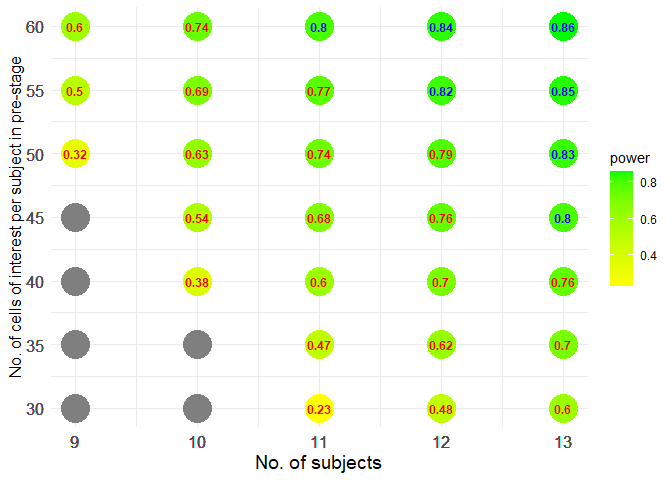 60 0.6 0.74 0.8 0.84 0.86
55 0.5 0.69 0.77 0.82 0.85
50 0.32 0.63 0.74 0.79 0.83
45 0.54 0.68 0.76 0.8
40 0.38 0.6 0.7 0.76
35 0.47 0.62 0.7
30 0.23 0.48 0.6
9 10 11 12 13
No. of subjects
No. of cells of interest per subject in pre-stage
power
0.8
0.6
0.4